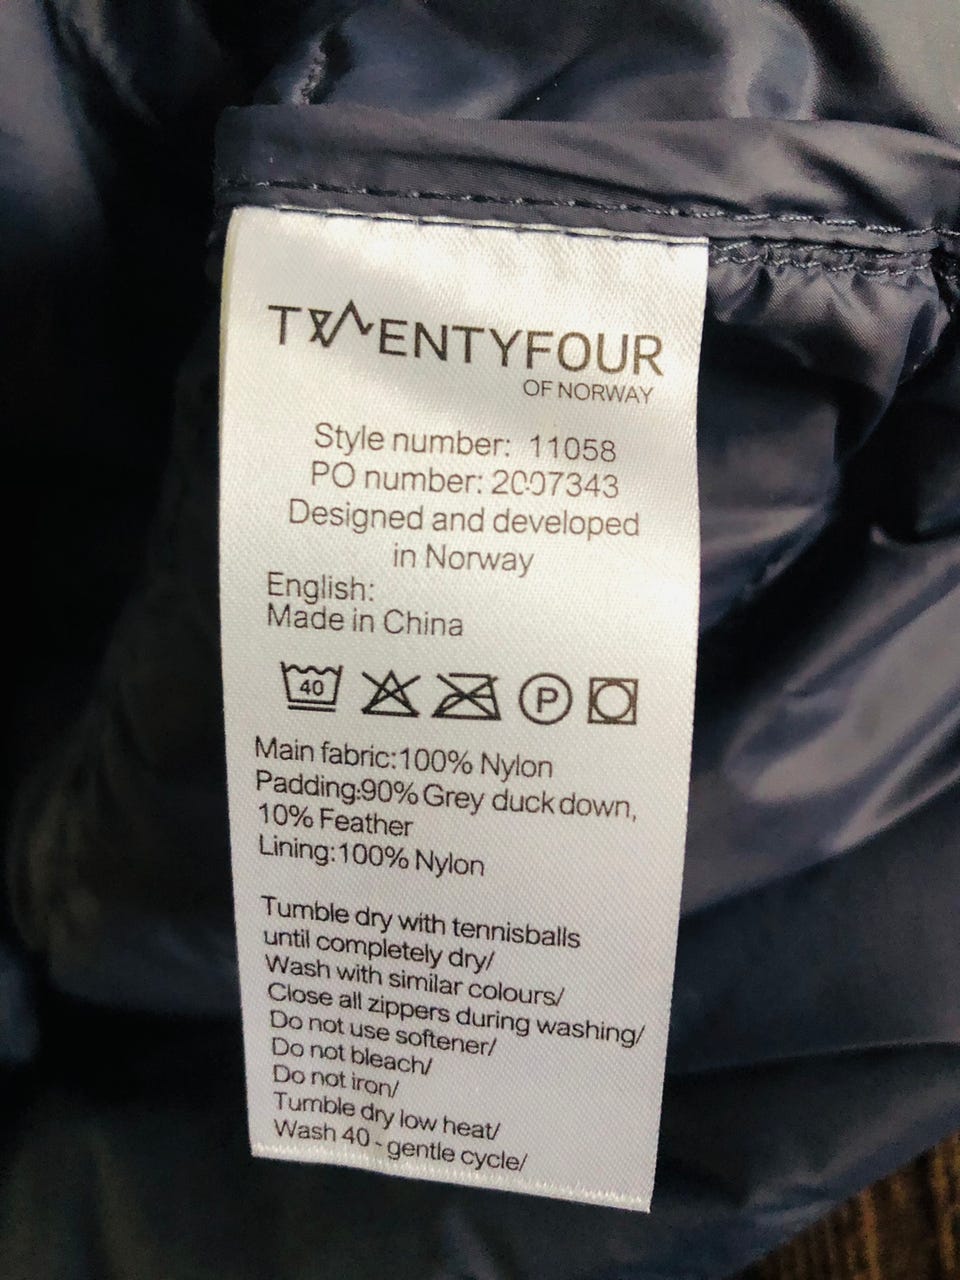 TWENTYFOUR
OF NORWAY
Style number: 11058
PO number: 2007343
Designed and developed
in Norway
English:
Made in China
40 P
Main fabric:100% Nylon
Padding:90% Grey duck down,
10% Feather
Lining:100% Nylon
Tumble dry with tennisballs
until completely dry/
Wash with similar colours/
Close all zippers during washing/
Do not use softener/
Do not bleach/
Do not iron/
Tumble dry low heat/
Wash 40 - gentle cycle/